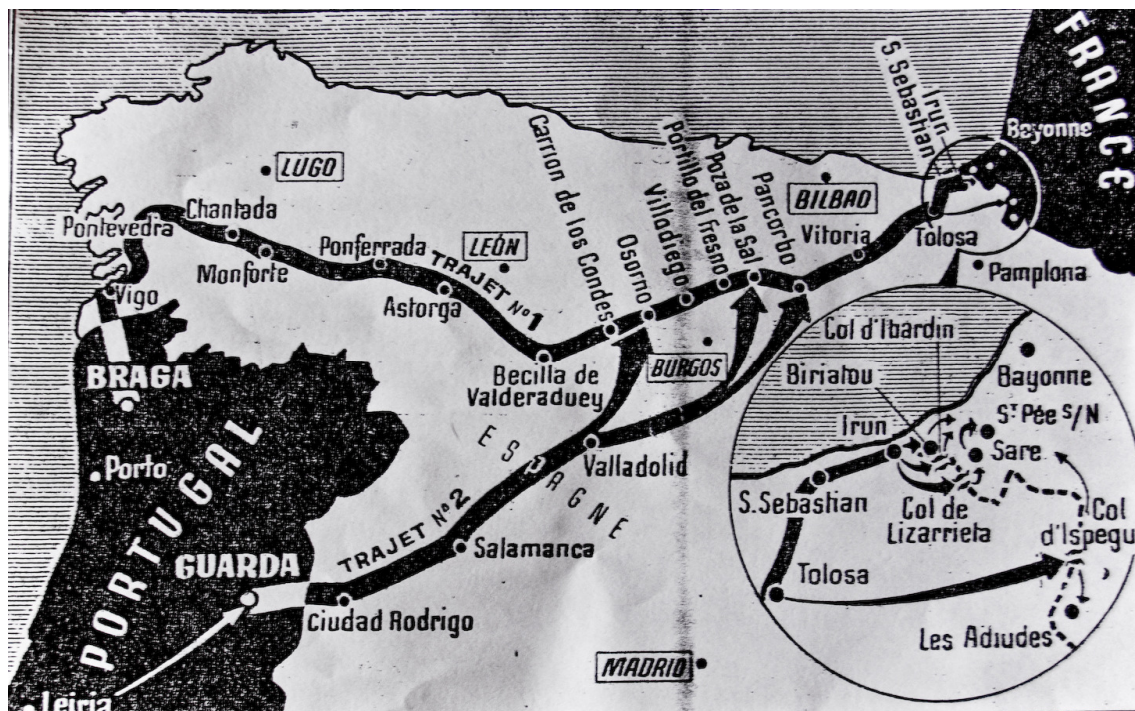 FRANCE
S. Sebastian
Irun
Bayonne
LUGO
Carrion de los Condes
Osorno
Villadiego
Portillo del Fresno
Poza de la Sal
Pancorbo
BILBAO
Pontevedra
Chantada
Monforte
Ponferrada
LEÓN
Astorga
TRAJET Nº1
Vitoria
Tolosa
Pamplona
Vigo
BRAGA
Becilla de
Valderaduey
BURGOS
Col d'Ibardin
Biriatou
Bayonne
Irun
ST Pée S/N
Sare
ESPAGNE
Valladolid
Porto
PORTUGAL
S. Sebastian
Col de
Lizarrieta
Col
d'Ispegu
TRAJET Nº2
Salamanca
GUARDA
Tolosa
Ciudad Rodrigo
Les Adiudes
MADRID
Leiria